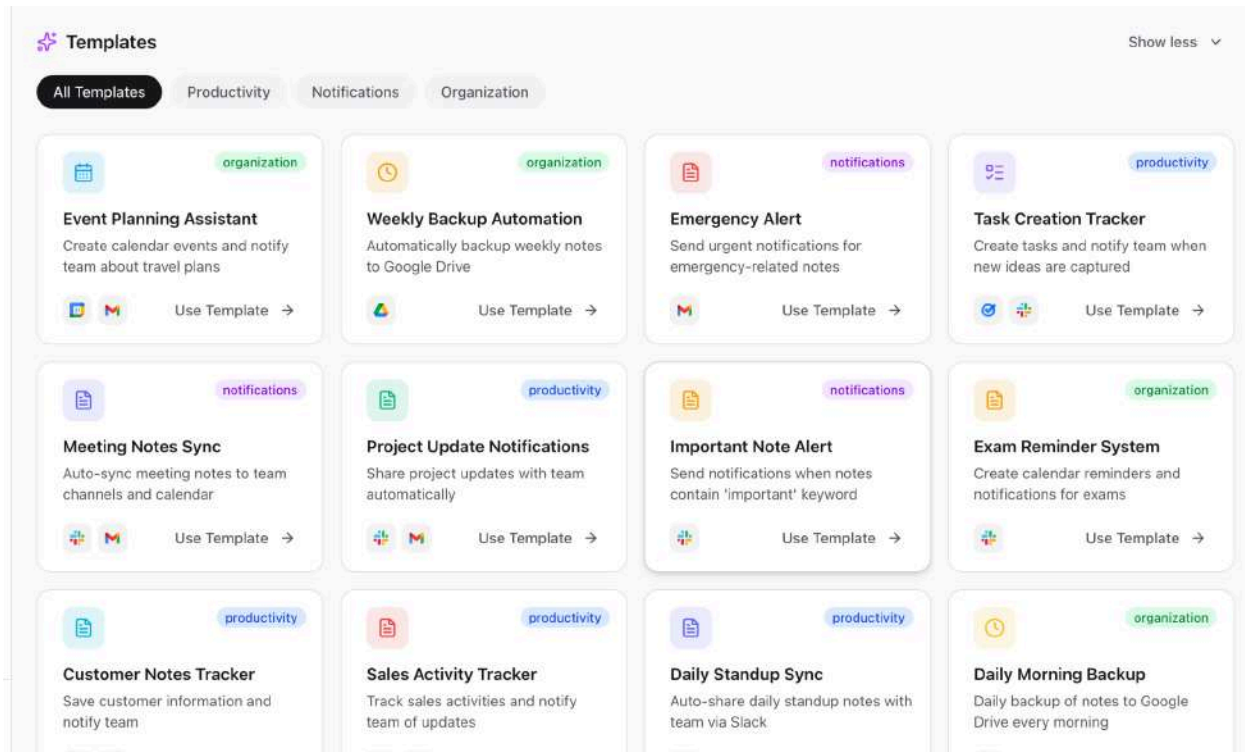 Templates
Show less
All Templates
Productivity
Notifications
Organization
organization
Event Planning Assistant
Create calendar events and notify
team about travel plans
Use Template
organization
Weekly Backup Automation
Automatically backup weekly notes
to Google Drive
Use Template
notifications
Emergency Alert
Send urgent notifications for
emergency-related notes
Use Template
productivity
Task Creation Tracker
Create tasks and notify team when
new ideas are captured
Use Template
notifications
Meeting Notes Sync
Auto-sync meeting notes to team
channels and calendar
Use Template
productivity
Project Update Notifications
Share project updates with team
automatically
Use Template
notifications
Important Note Alert
Send notifications when notes
contain 'important' keyword
Use Template
organization
Exam Reminder System
Create calendar reminders and
notifications for exams
Use Template
productivity
Customer Notes Tracker
Save customer information and
notify team
productivity
Sales Activity Tracker
Track sales activities and notify
team of updates
productivity
Daily Standup Sync
Auto-share daily standup notes with
team via Slack
organization
Daily Morning Backup
Daily backup of notes to Google
Drive every morning